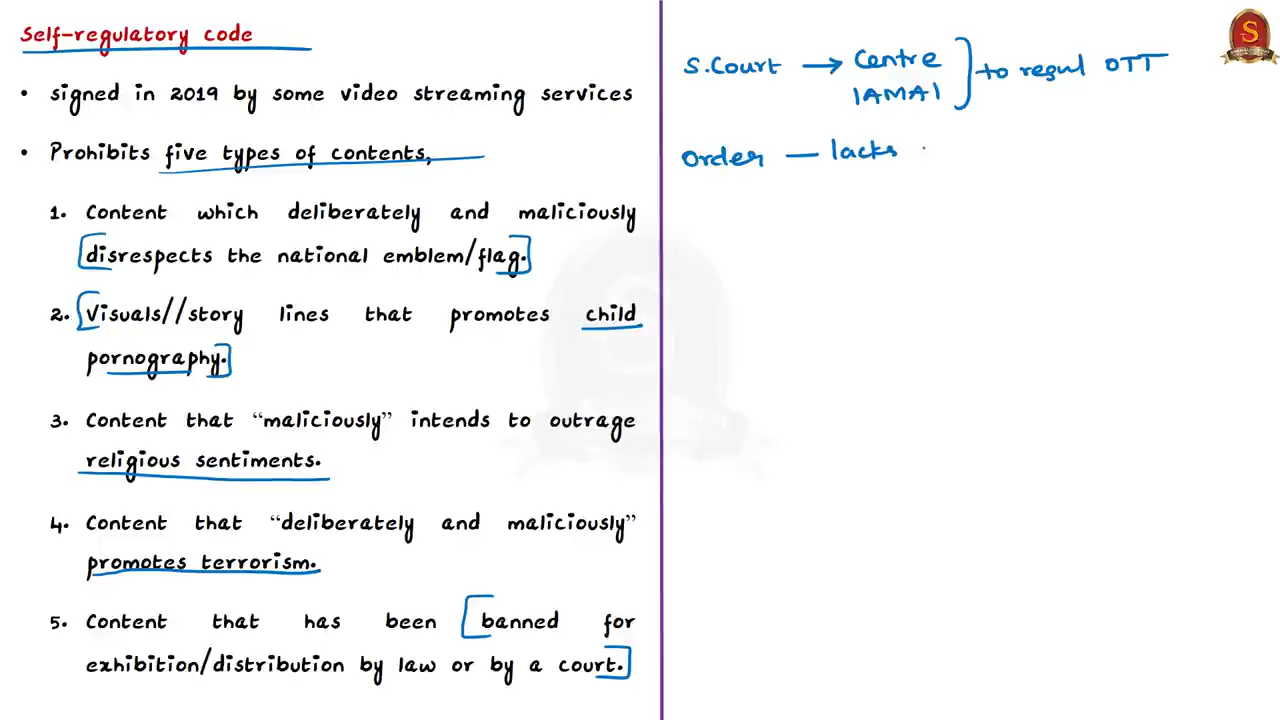 Self-regulatory code
• signed in 2019 by some video streaming services
• Prohibits five types of contents,
1. Content which deliberately and maliciously
disrespects the national emblem/flag.
2. Visuals//story lines that promotes child
pornography.
3. Content that “maliciously” intends to outrage
religious sentiments.
4. Content that “deliberately and maliciously”
promotes terrorism.
5. Content that has been banned for
exhibition/distribution by law or by a court.
S.Court → Centre
IAMAI
to regul OTT
Order — lacks
S